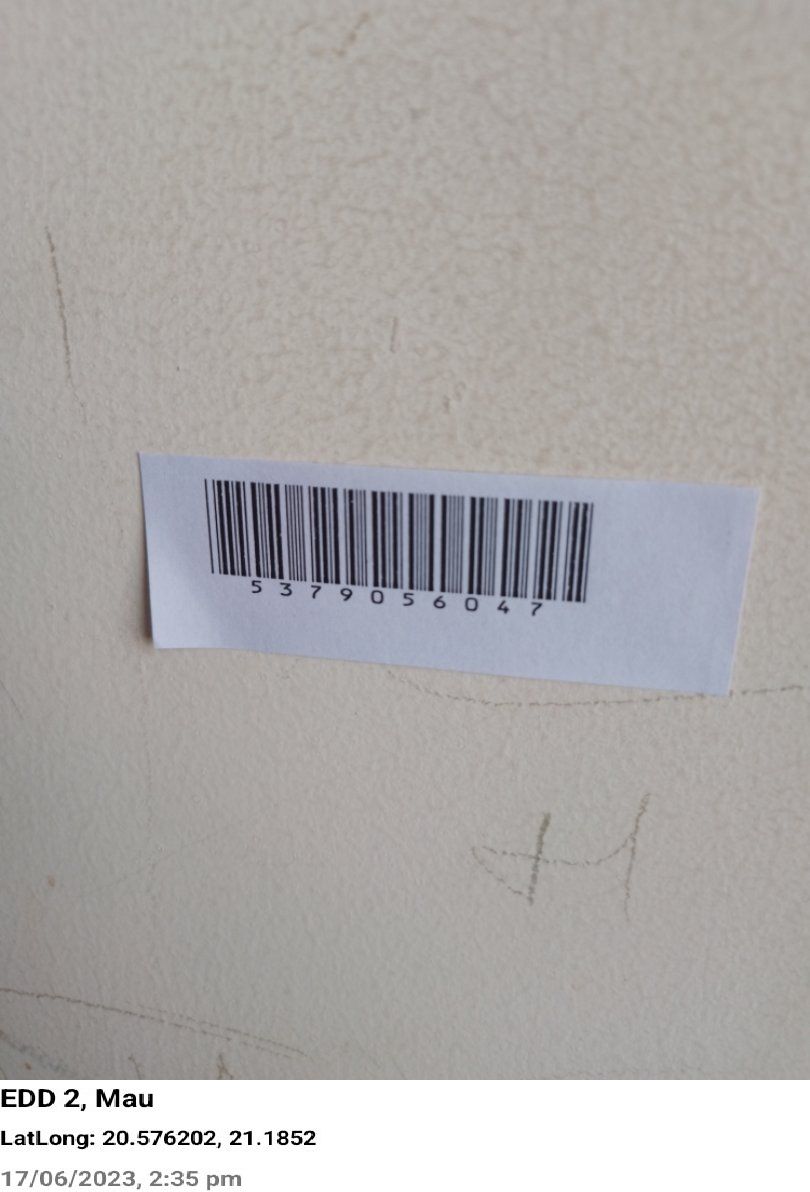 5379056047
EDD 2, Mau
LatLong: 20.576202, 21.1852
17/06/2023, 2:35 pm